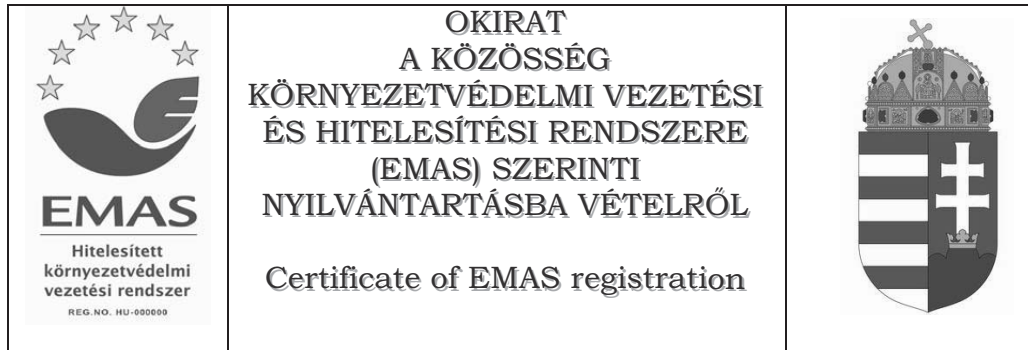 EMAS
Hitelesített
környezetvédelmi
vezetési rendszer
REG.NO. HU-000000
OKIRAT
A KÖZÖSSÉG
KÖRNYEZETVÉDELMI VEZETÉSI
ÉS HITELESÍTÉSI RENDSZERE
(EMAS) SZERINTI
NYILVÁNTARTÁSBA VÉTELRŐL
Certificate of EMAS registration